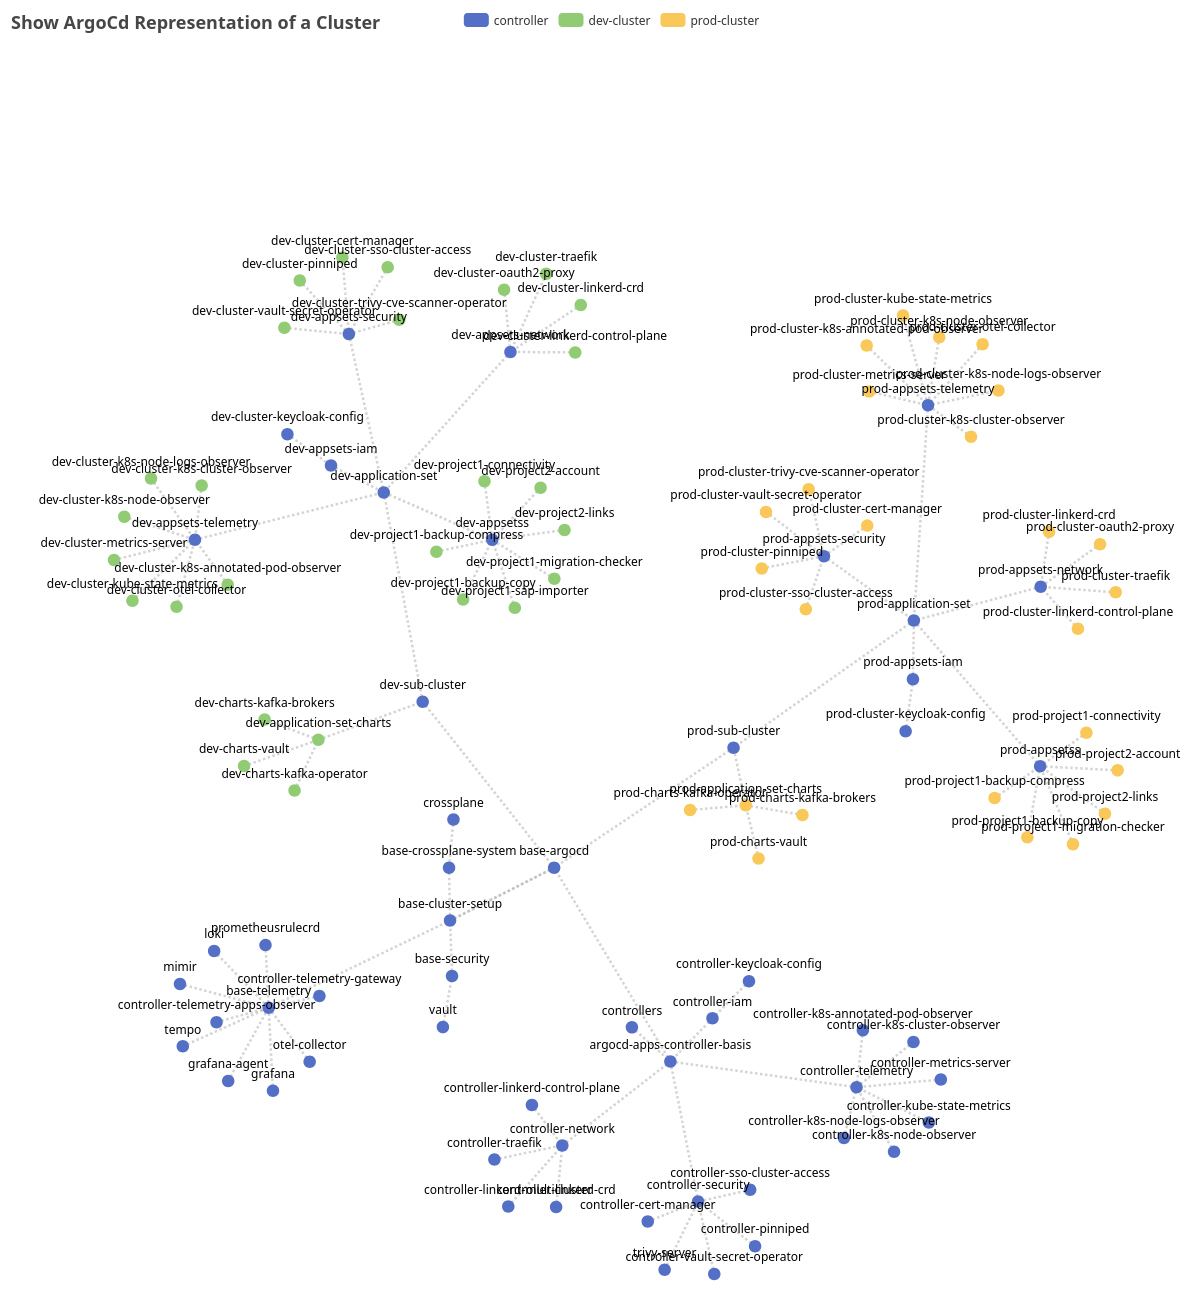 Show ArgoCd Representation of a Cluster
controller
dev-cluster
prod-cluster
dev-cluster-cert-manager
dev-cluster-sso-cluster-access
dev-cluster-pinniped
dev-cluster-traefik
dev-cluster-oauth2-proxy
dev-cluster-linkerd-crd
dev-cluster-trivy-cve-scanner-operator
dev-cluster-vault-secret-operator
dev-appsets-security
dev-appsets-network
dev-cluster-linkerd-control-plane
prod-cluster-kube-state-metrics
prod-cluster-k8s-node-observer
prod-cluster-k8s-annotated-pod-observer
prod-cluster-otel-collector
prod-cluster-metrics-server
prod-cluster-k8s-node-logs-observer
prod-appsets-telemetry
prod-cluster-k8s-cluster-observer
dev-cluster-keycloak-config
dev-appsets-iam
dev-application-set
dev-cluster-k8s-node-logs-observer
dev-cluster-k8s-cluster-observer
dev-cluster-k8s-node-observer
dev-appsets-telemetry
dev-cluster-metrics-server
dev-cluster-k8s-annotated-pod-observer
dev-cluster-kube-state-metrics
dev-cluster-otel-collector
dev-project1-connectivity
dev-project2-account
dev-project2-links
dev-appsetss
dev-project1-backup-compress
dev-project1-migration-checker
dev-project1-backup-copy
dev-project1-sap-importer
prod-cluster-trivy-cve-scanner-operator
prod-cluster-vault-secret-operator
prod-cluster-cert-manager
prod-appsets-security
prod-cluster-pinniped
prod-cluster-sso-cluster-access
prod-cluster-linkerd-crd
prod-cluster-oauth2-proxy
prod-appsets-network
prod-cluster-traefik
prod-cluster-linkerd-control-plane
prod-application-set
prod-appsets-iam
prod-cluster-keycloak-config
dev-sub-cluster
dev-charts-kafka-brokers
dev-application-set-charts
dev-charts-vault
dev-charts-kafka-operator
prod-sub-cluster
prod-application-set-charts
prod-charts-kafka-operator
prod-charts-kafka-brokers
prod-charts-vault
prod-project1-connectivity
prod-appsetss
prod-project2-account
prod-project1-backup-compress
prod-project2-links
prod-project1-backup-copy
prod-project1-migration-checker
crossplane
base-crossplane-system
base-argocd
base-cluster-setup
base-security
vault
prometheusrulecrd
loki
mimir
controller-telemetry-gateway
base-telemetry
controller-telemetry-apps-observer
tempo
otel-collector
grafana-agent
grafana
controller-keycloak-config
controller-iam
controllers
argocd-apps-controller-basis
controller-k8s-annotated-pod-observer
controller-k8s-cluster-observer
controller-metrics-server
controller-telemetry
controller-kube-state-metrics
controller-k8s-node-logs-observer
controller-k8s-node-observer
controller-linkerd-control-plane
controller-network
controller-traefik
controller-linkerd-multicluster
controller-linkerd-crd
controller-sso-cluster-access
controller-security
controller-cert-manager
controller-pinniped
trivy-server
controller-vault-secret-operator